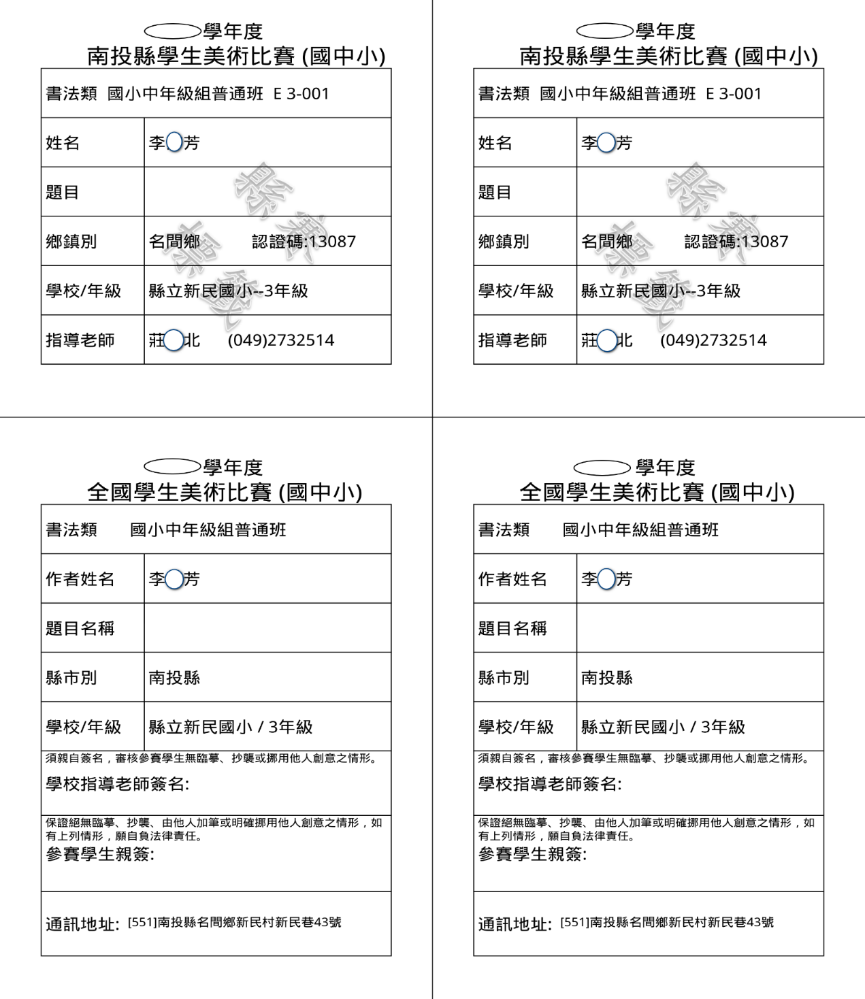 學年度
南投縣學生美術比賽 (國中小)
書法類 國小中年級組普通班 E 3-001
姓名 李 芳
題目
鄉鎮別 名間鄉 認證碼:13087
學校/年級 縣立新民國小--3年級
指導老師 莊 北 (049)2732514
縣賽
標籤
學年度
南投縣學生美術比賽 (國中小)
書法類 國小中年級組普通班 E 3-001
姓名 李 芳
題目
鄉鎮別 名間鄉 認證碼:13087
學校/年級 縣立新民國小--3年級
指導老師 莊 北 (049)2732514
縣賽
標籤
學年度
全國學生美術比賽 (國中小)
書法類 國小中年級組普通班
作者姓名 李 芳
題目名稱
縣市別 南投縣
學校/年級 縣立新民國小 / 3年級
須親自簽名，審核參賽學生無臨摹、抄襲或挪用他人創意之情形。
學校指導老師簽名:
保證絕無臨摹、抄襲、由他人加筆或明確挪用他人創意之情形，如
有上列情形，願自負法律責任。
參賽學生親簽:
通訊地址: [551]南投縣名間鄉新民村新民巷43號
學年度
全國學生美術比賽 (國中小)
書法類 國小中年級組普通班
作者姓名 李 芳
題目名稱
縣市別 南投縣
學校/年級 縣立新民國小 / 3年級
須親自簽名，審核參賽學生無臨摹、抄襲或挪用他人創意之情形。
學校指導老師簽名:
保證絕無臨摹、抄襲、由他人加筆或明確挪用他人創意之情形，如
有上列情形，願自負法律責任。
參賽學生親簽:
通訊地址: [551]南投縣名間鄉新民村新民巷43號